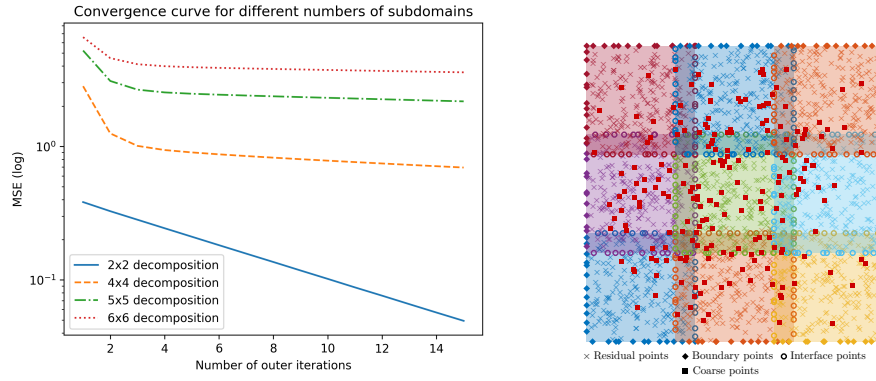 Convergence curve for different numbers of subdomains
MSE (log)
10⁰
10⁻¹
2x2 decomposition
4x4 decomposition
5x5 decomposition
6x6 decomposition
2 4 6 8 10 12 14
Number of outer iterations
× Residual points ◆ Boundary points o Interface points
■ Coarse points